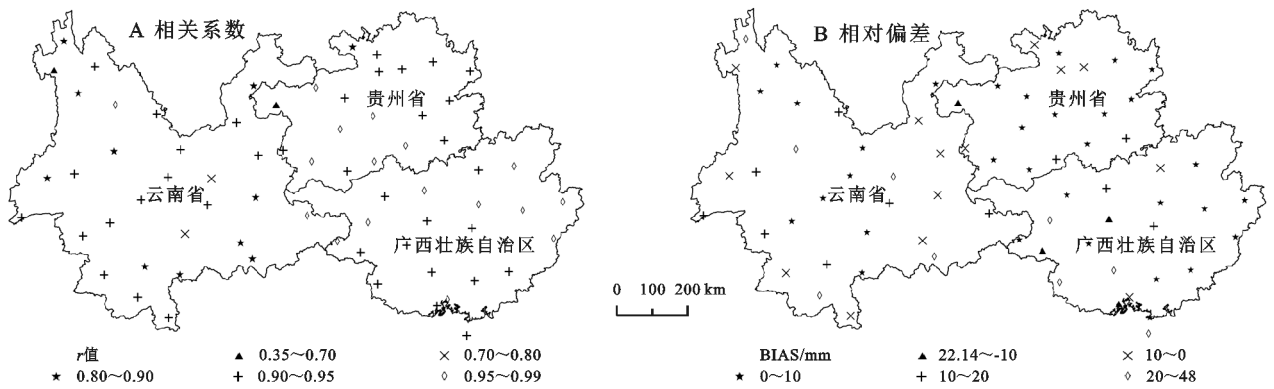 A 相关系数
B 相对偏差
贵州省
云南省
广西壮族自治区
贵州省
云南省
广西壮族自治区
0 100 200 km
r值 ▲ 0.35～0.70 × 0.70～0.80
★ 0.80～0.90 + 0.90～0.95 ◊ 0.95～0.99
BIAS/mm ▲ 22.14～-10 × 10～0
★ 0～10 + 10～20 ◊ 20～48